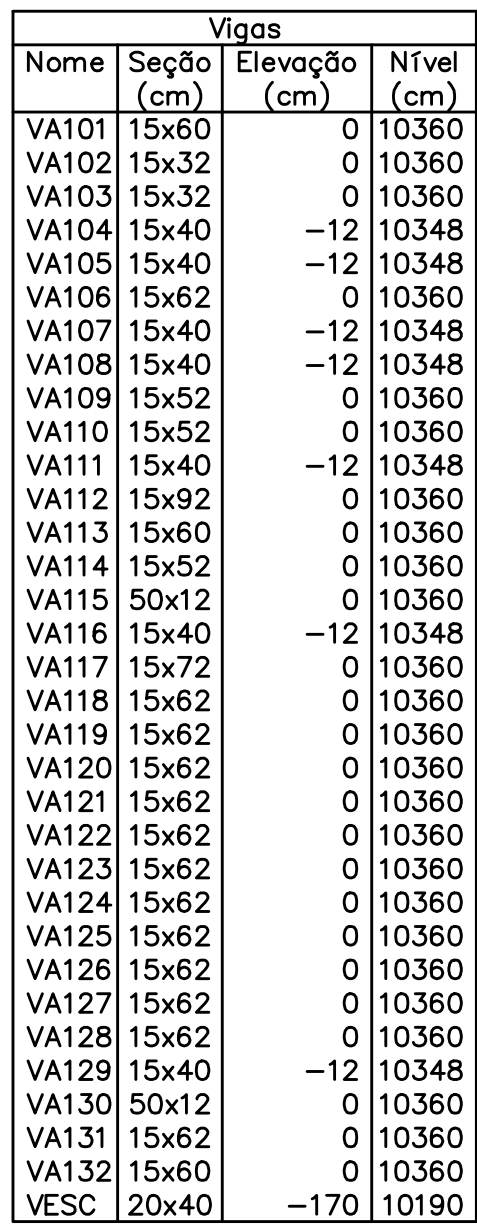 Vigas
Nome Seção Elevação Nível
(cm) (cm) (cm)
VA101 15x60 0 10360
VA102 15x32 0 10360
VA103 15x32 0 10360
VA104 15x40 −12 10348
VA105 15x40 −12 10348
VA106 15x62 0 10360
VA107 15x40 −12 10348
VA108 15x40 −12 10348
VA109 15x52 0 10360
VA110 15x52 0 10360
VA111 15x40 −12 10348
VA112 15x92 0 10360
VA113 15x60 0 10360
VA114 15x52 0 10360
VA115 50x12 0 10360
VA116 15x40 −12 10348
VA117 15x72 0 10360
VA118 15x62 0 10360
VA119 15x62 0 10360
VA120 15x62 0 10360
VA121 15x62 0 10360
VA122 15x62 0 10360
VA123 15x62 0 10360
VA124 15x62 0 10360
VA125 15x62 0 10360
VA126 15x62 0 10360
VA127 15x62 0 10360
VA128 15x62 0 10360
VA129 15x40 −12 10348
VA130 50x12 0 10360
VA131 15x62 0 10360
VA132 15x60 0 10360
VESC 20x40 −170 10190